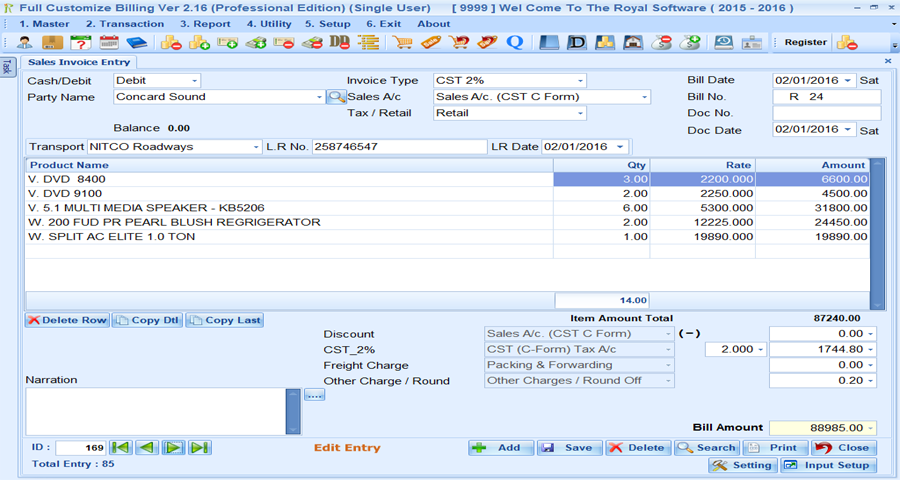 Full Customize Billing Ver 2.16 (Professional Edition) (Single User) [ 9999 ] Wel Come To The Royal Software ( 2015 - 2016 )
1. Master 2. Transaction 3. Report 4. Utility 5. Setup 6. Exit About
Register
Task
Sales Invoice Entry
Cash/Debit Debit Invoice Type CST 2% Bill Date 02/01/2016 Sat
Party Name Concard Sound Sales A/c Sales A/c. (CST C Form) Bill No. R 24
Tax / Retail Retail Doc No.
Balance 0.00 Doc Date 02/01/2016 Sat
Transport NITCO Roadways L.R No. 258746547 LR Date 02/01/2016
Product Name Qty Rate Amount
V. DVD 8400 3.00 2200.000 6600.00
V. DVD 9100 2.00 2250.000 4500.00
V. 5.1 MULTI MEDIA SPEAKER - KB5206 6.00 5300.000 31800.00
W. 200 FUD PR PEARL BLUSH REGRIGERATOR 2.00 12225.000 24450.00
W. SPLIT AC ELITE 1.0 TON 1.00 19890.000 19890.00
14.00
Delete Row Copy Dtl Copy Last Item Amount Total 87240.00
Discount Sales A/c. (CST C Form) (-) 0.00
CST_2% CST (C-Form) Tax A/c 2.000 1744.80
Freight Charge Packing & Forwarding 0.00
Narration Other Charge / Round Other Charges / Round Off 0.20
....
Bill Amount 88985.00
ID : 169 Edit Entry Add Save Delete Search Print Close
Total Entry : 85 Setting Input Setup